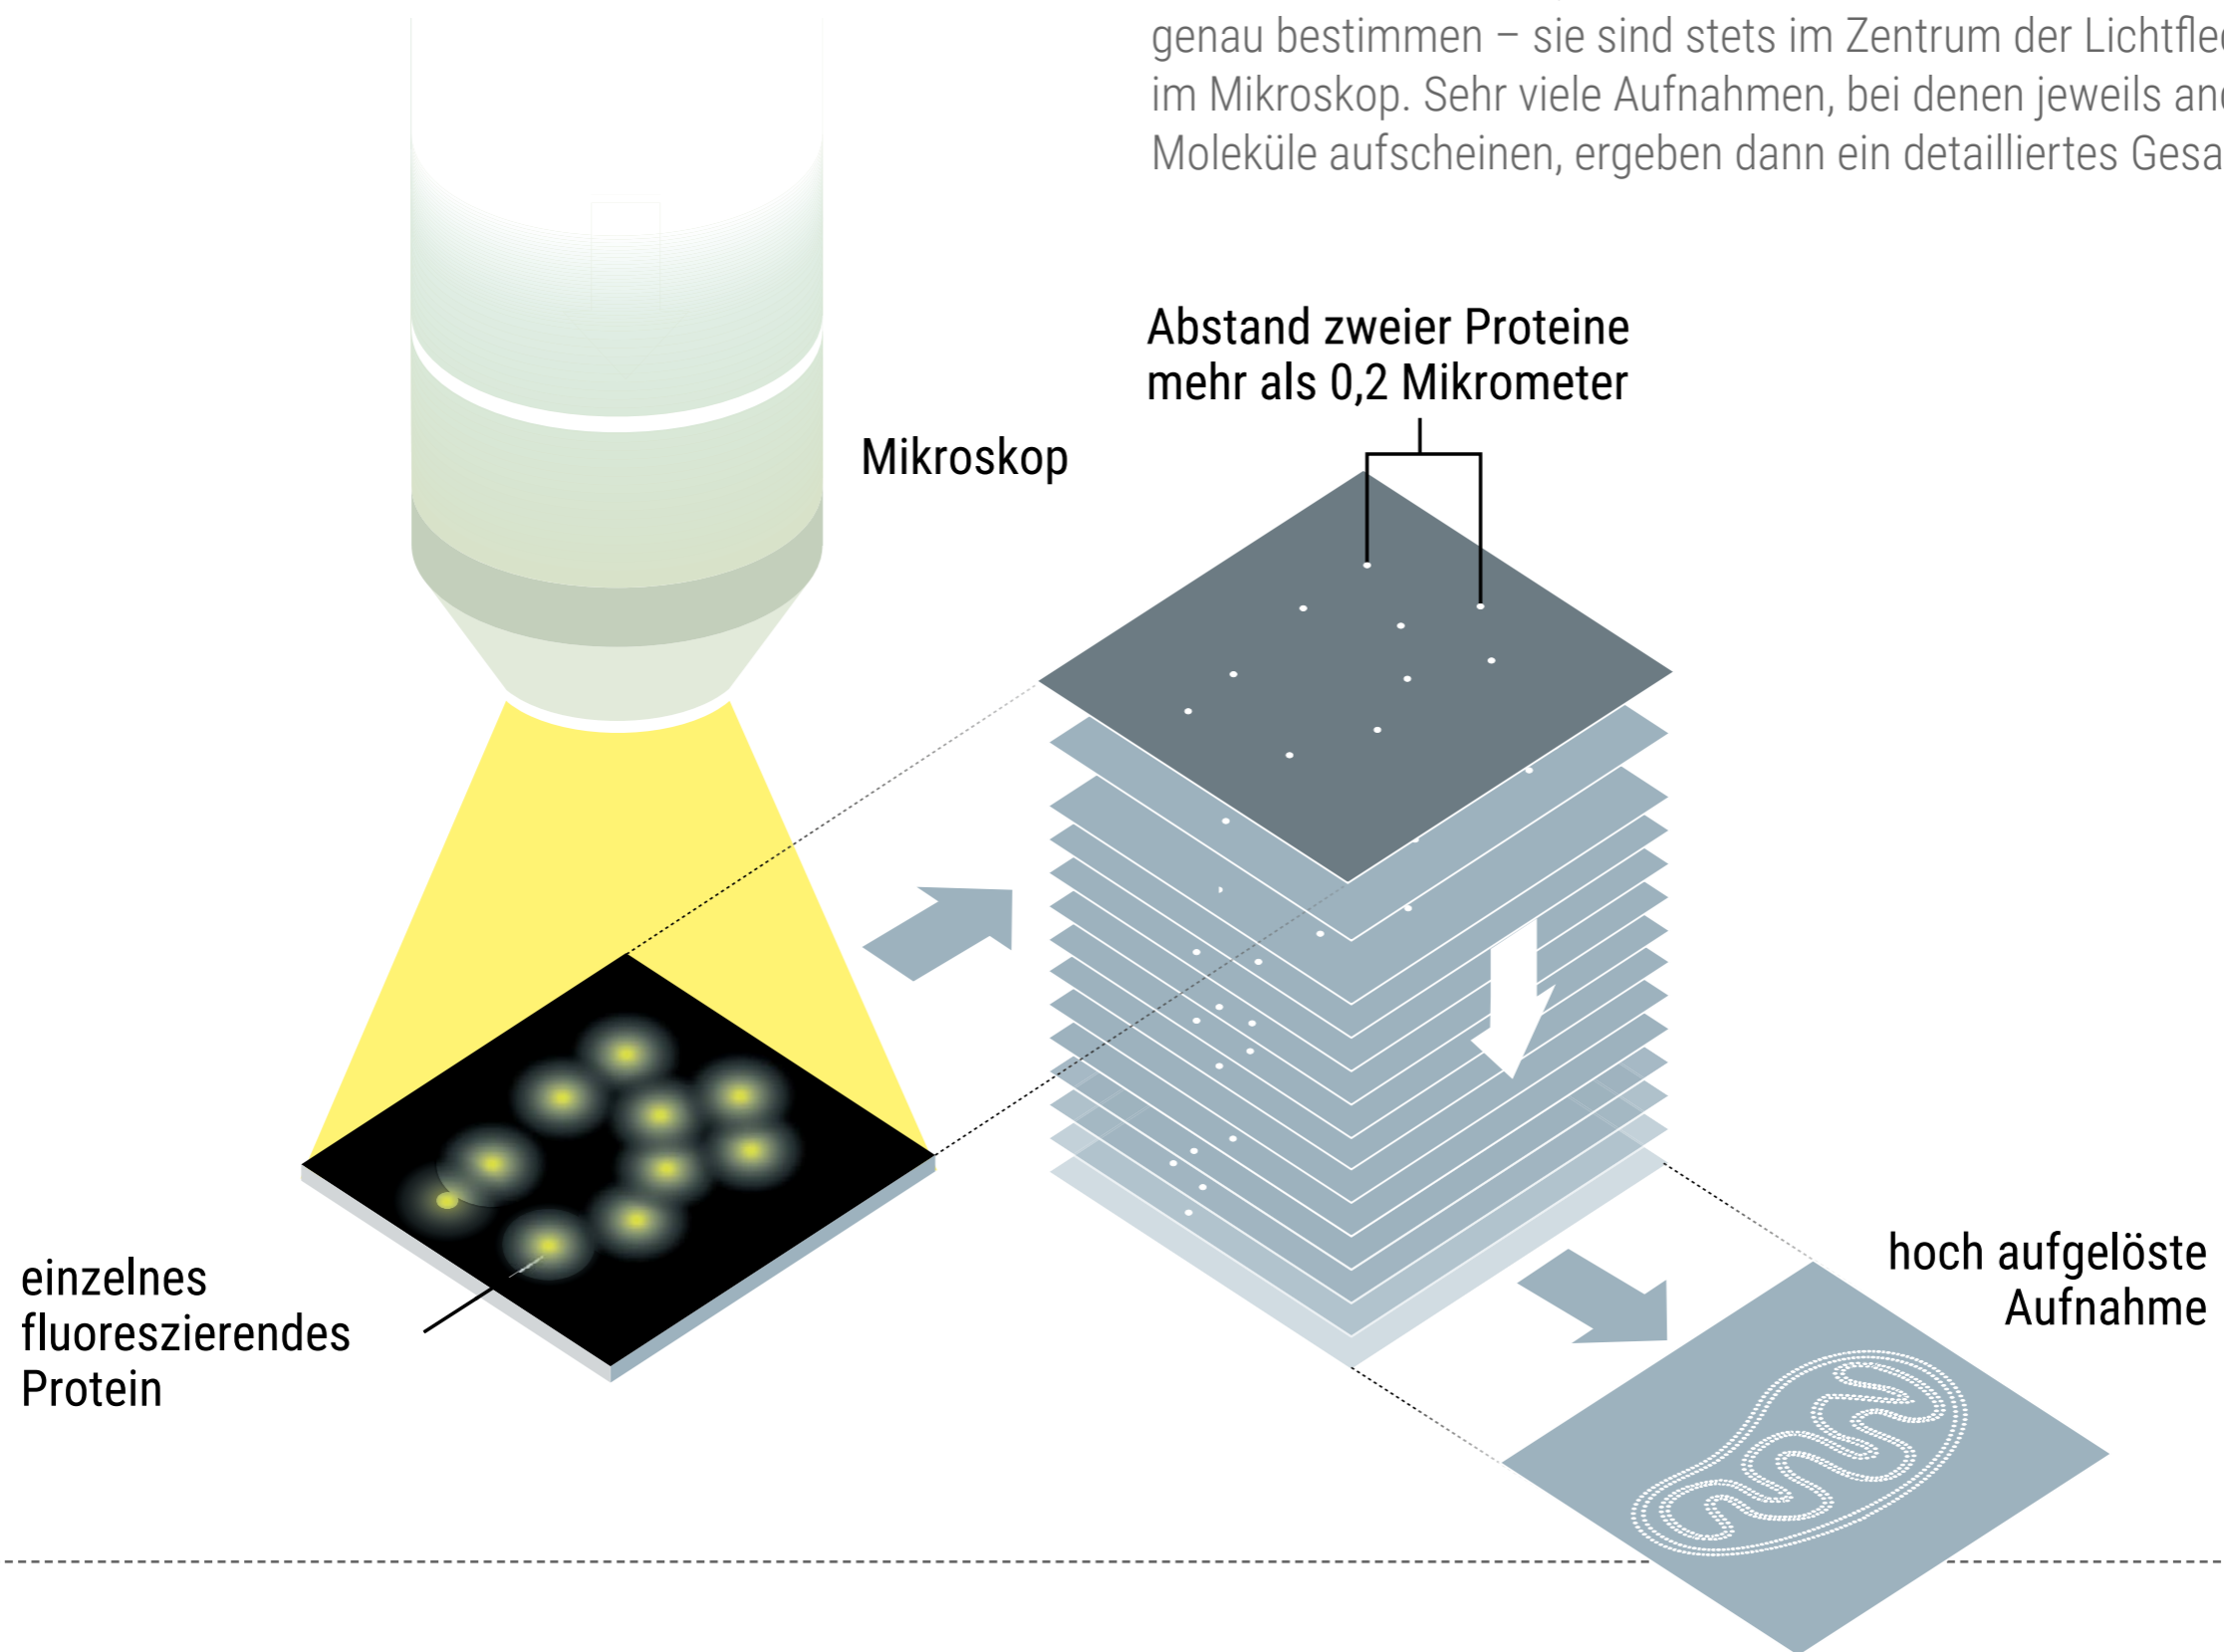 genau bestimmen – sie sind stets im Zentrum der
im Mikroskop. Sehr viele Aufnahmen, bei denen jeweils
Moleküle aufscheinen, ergeben dann ein detailliertes
Abstand zweier Proteine
mehr als 0,2 Mikrometer
Mikroskop
einzelnes
fluoreszierendes
Protein
hoch aufgelöste
Aufnahme